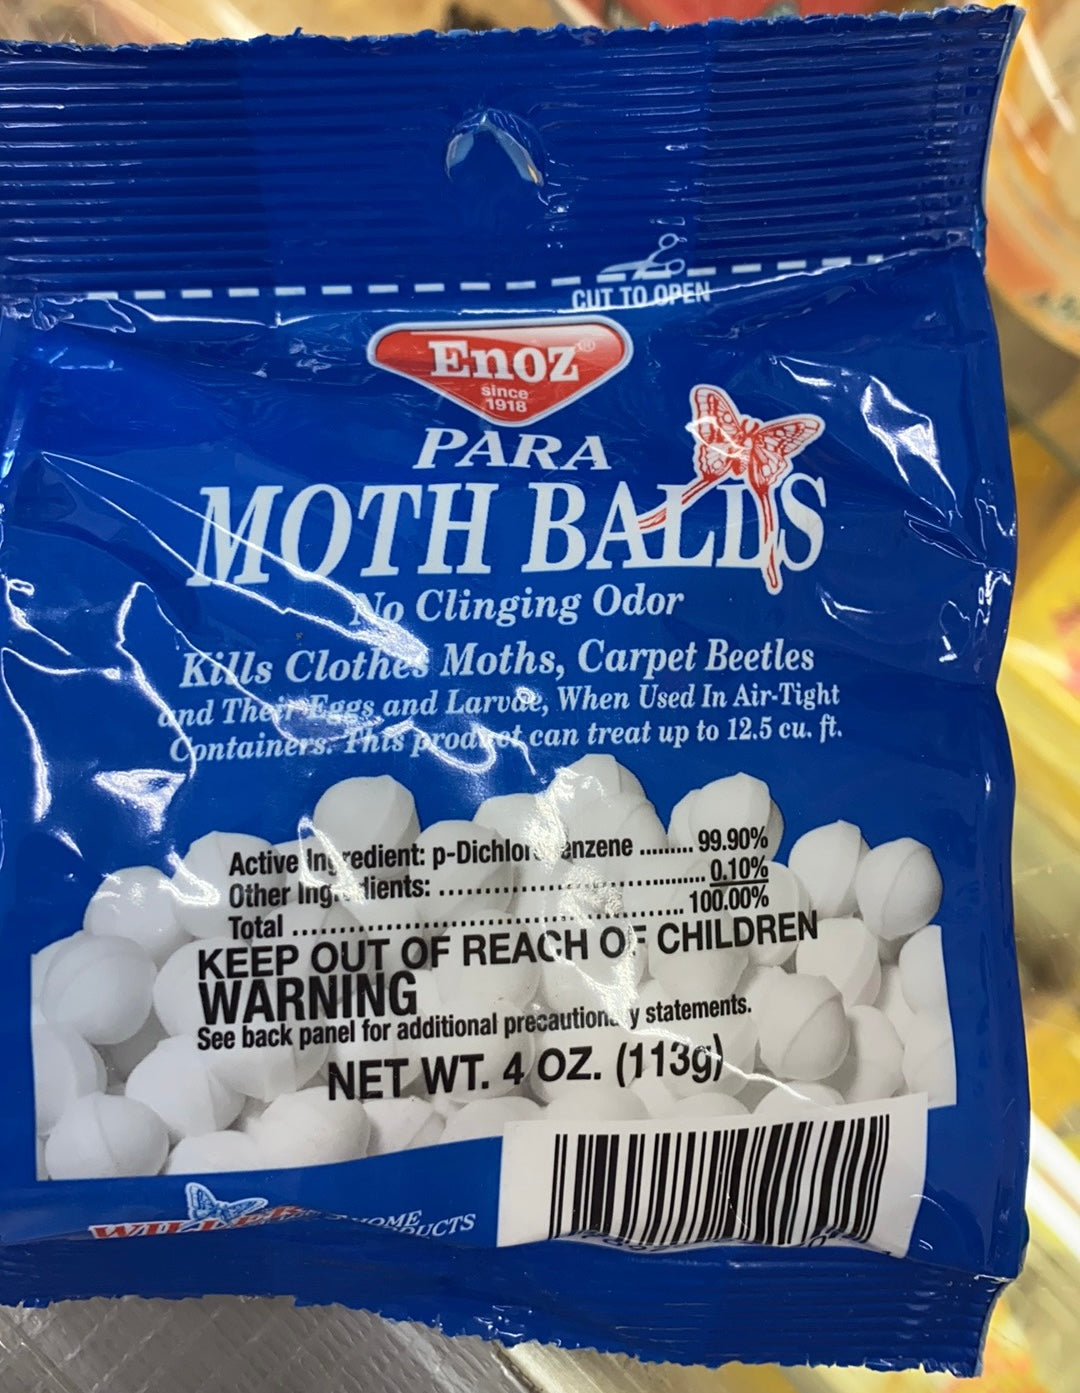 CUT TO OPEN
Enoz®
since
1918
PARA
MOTH BALLS
No Clinging Odor
Kills Clothes Moths, Carpet Beetles
and Their Eggs and Larvae, When Used In Air-Tight
Containers. This product can treat up to 12.5 cu. ft.
Active Ingredient: p-Dichlorobenzene ......... 99.90%
Other Ingredients: ................................... 0.10%
Total ................................................... 100.00%
KEEP OUT OF REACH OF CHILDREN
WARNING
See back panel for additional precautionary statements.
NET WT. 4 OZ. (113g)
HOME